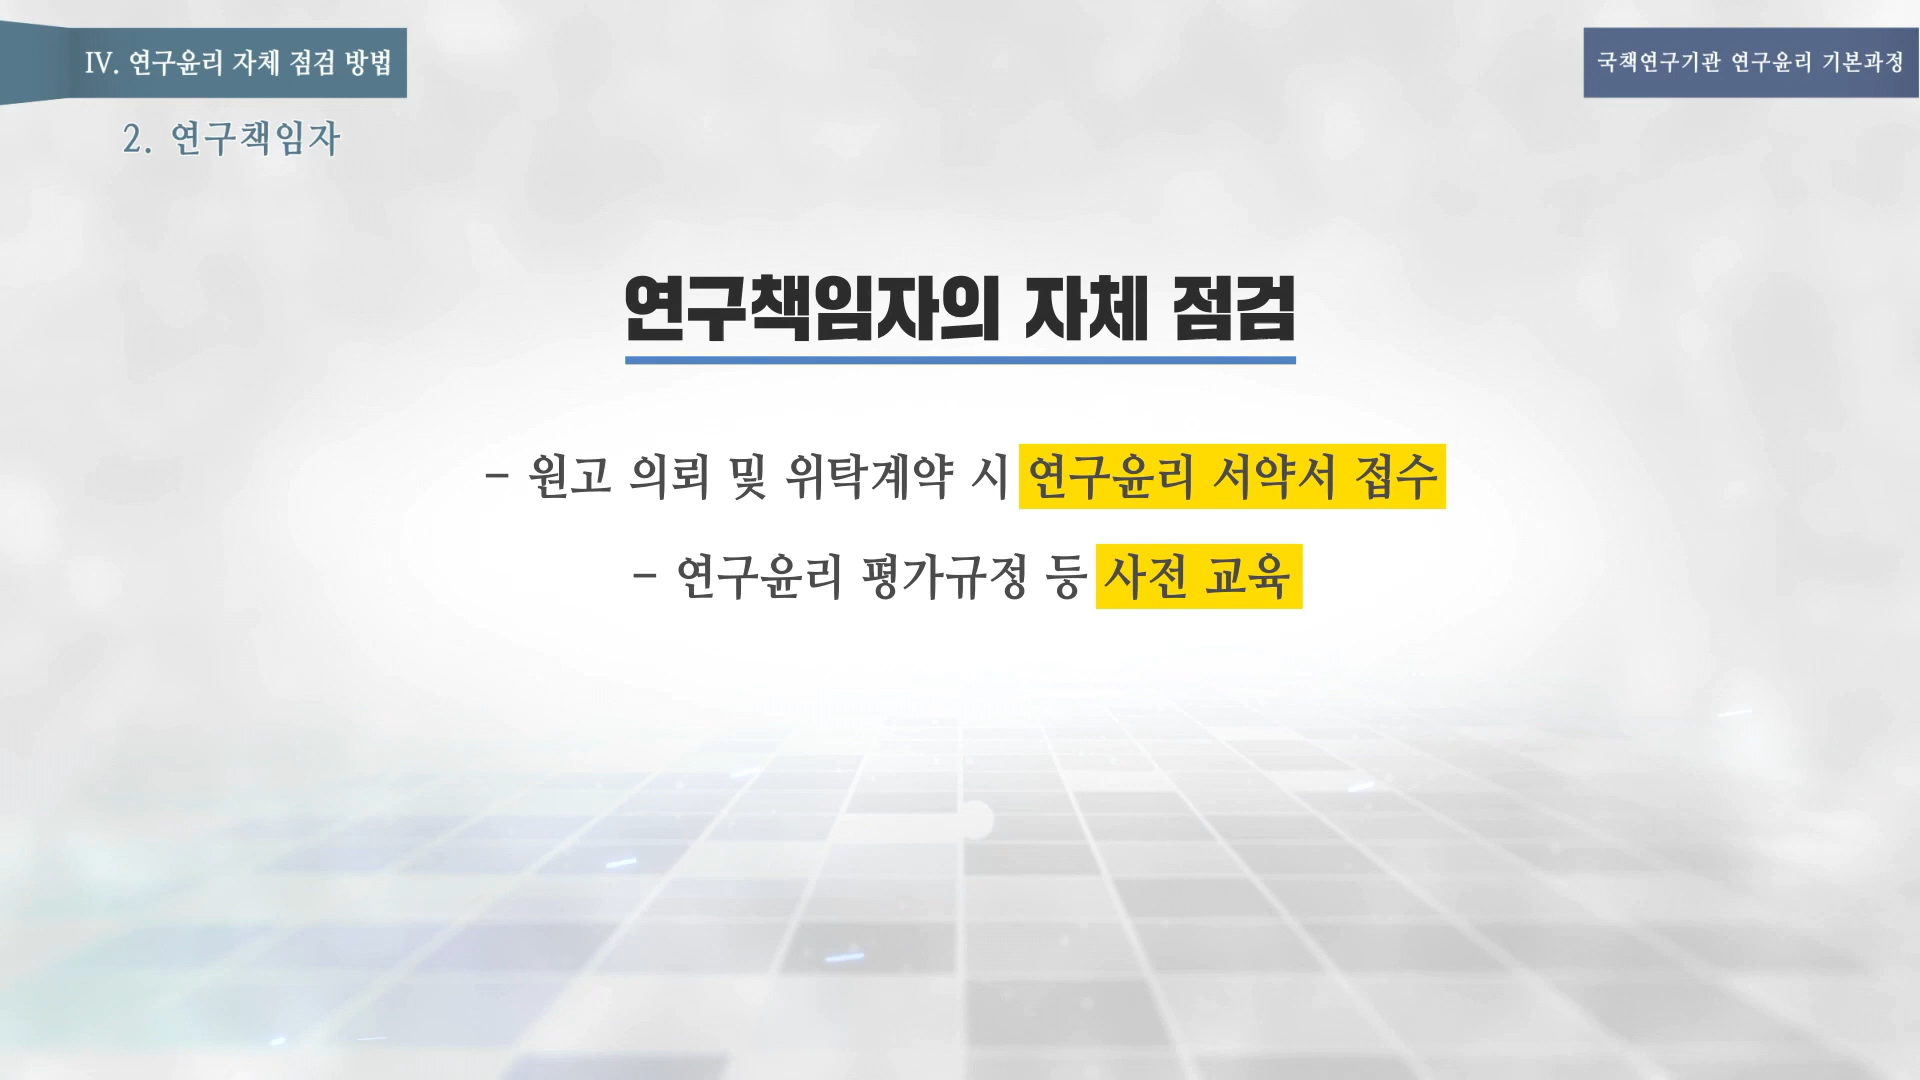 Ⅳ. 연구윤리 자체 점검 방법
국책연구기관 연구윤리 기본과정
2. 연구책임자
연구책임자의 자체 점검
- 원고 의뢰 및 위탁계약 시 연구윤리 서약서 접수
- 연구윤리 평가규정 등 사전 교육